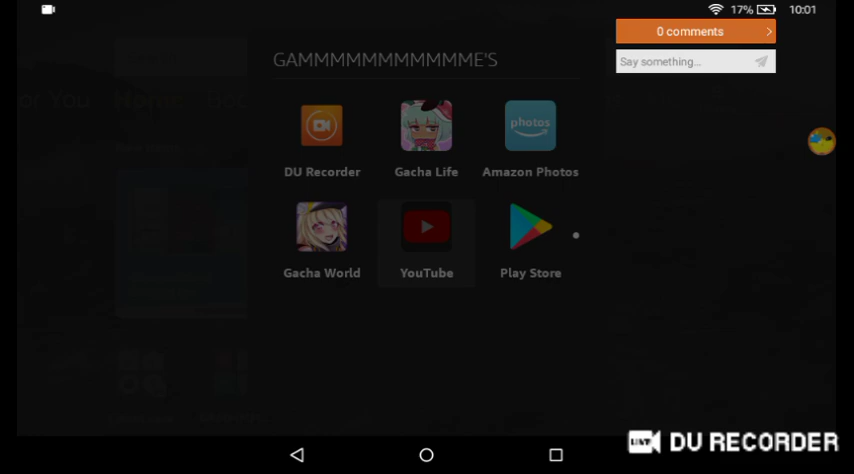 17% 10:01
0 comments
Say something...
GAMMMMMMMMMMMME'S
photos
DU Recorder
Gacha Life
Amazon Photos
Gacha World
YouTube
Play Store
DU RECORDER